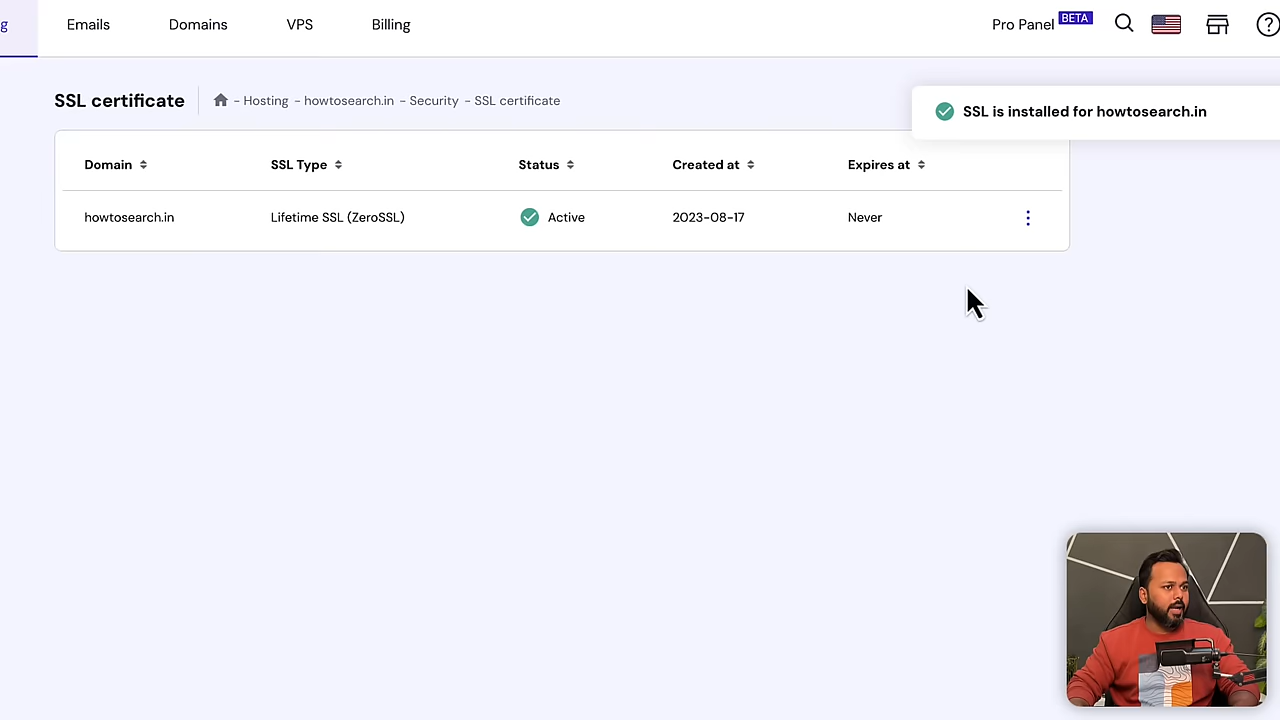 g Emails Domains VPS Billing Pro Panel BETA
SSL certificate - Hosting - howtosearch.in - Security - SSL certificate
SSL is installed for howtosearch.in
Domain SSL Type Status Created at Expires at
howtosearch.in Lifetime SSL (ZeroSSL) Active 2023-08-17 Never